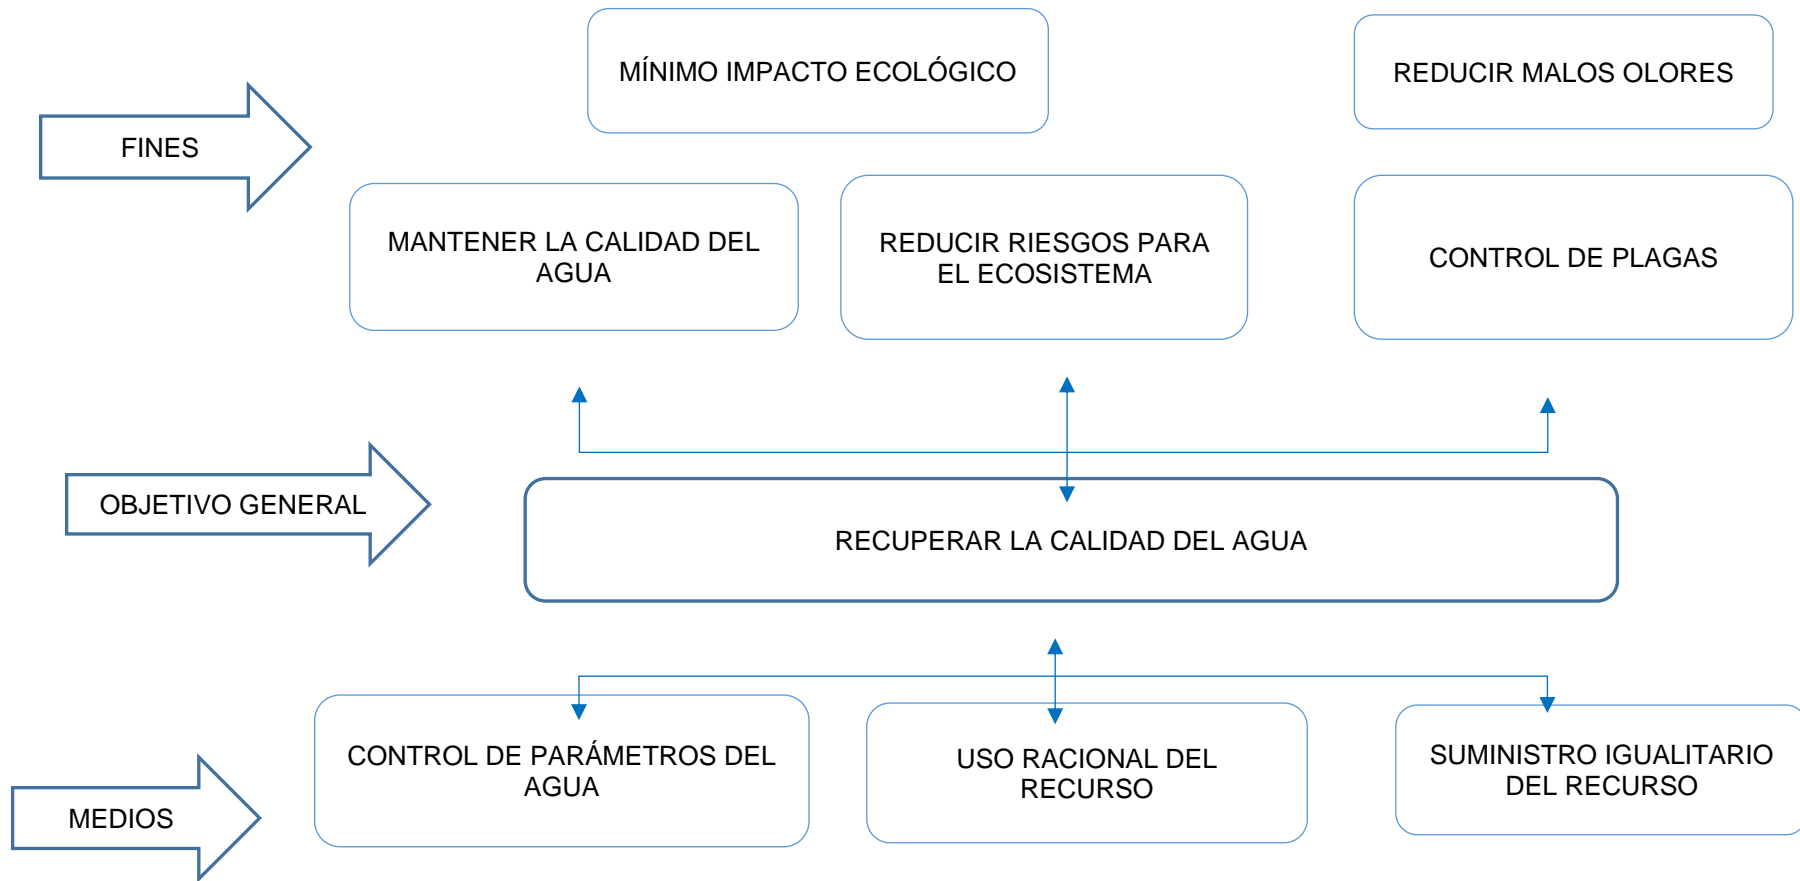 MÍNIMO IMPACTO ECOLÓGICO
REDUCIR MALOS OLORES
FINES
MANTENER LA CALIDAD DEL
AGUA
REDUCIR RIESGOS PARA
EL ECOSISTEMA
CONTROL DE PLAGAS
OBJETIVO GENERAL
RECUPERAR LA CALIDAD DEL AGUA
CONTROL DE PARÁMETROS DEL
AGUA
USO RACIONAL DEL
RECURSO
SUMINISTRO IGUALITARIO
DEL RECURSO
MEDIOS